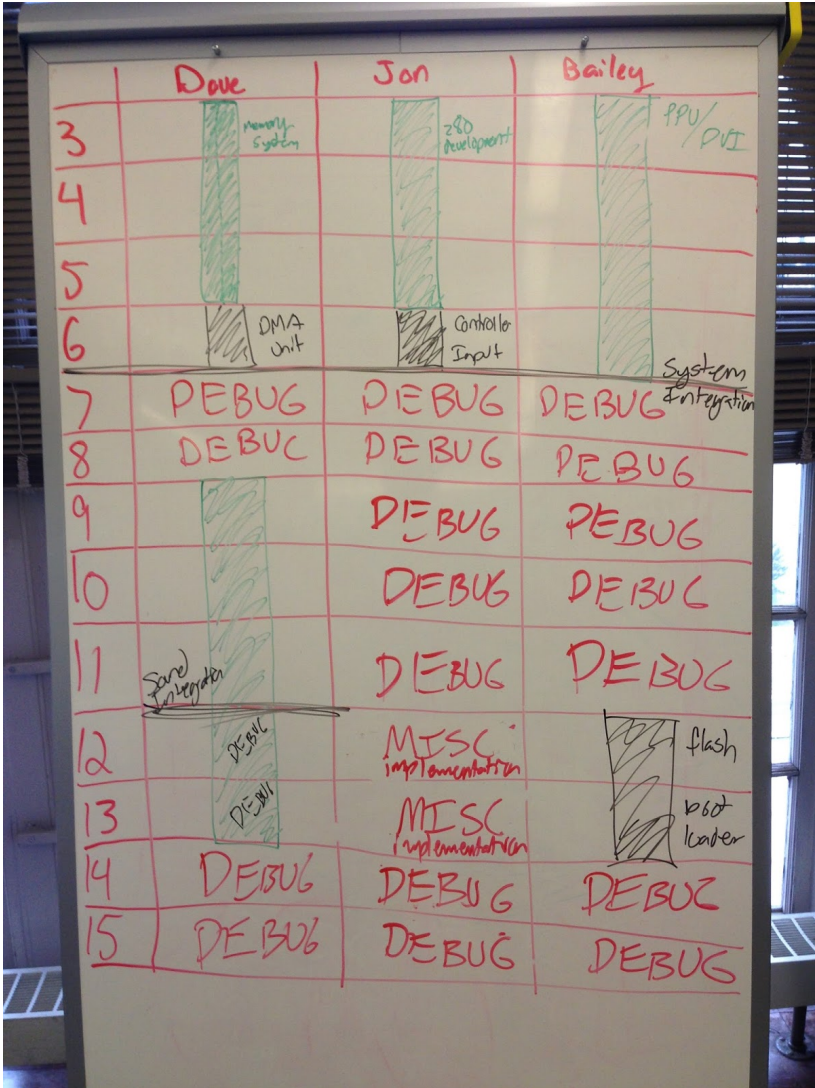 Dave Jon Bailey
3 Memory System Z80 development PPU/DVI
4
5
6 DMA Unit Controller Input
System Integration
7 DEBUG DEBUG DEBUG
8 DEBUG DEBUG DEBUG
9 DEBUG DEBUG
10 DEBUG DEBUG
11 DEBUG DEBUG
Sound Integration
12 DEBUG MISC implementation flash
13 DEBUG MISC implementation boot loader
14 DEBUG DEBUG DEBUG
15 DEBUG DEBUG DEBUG